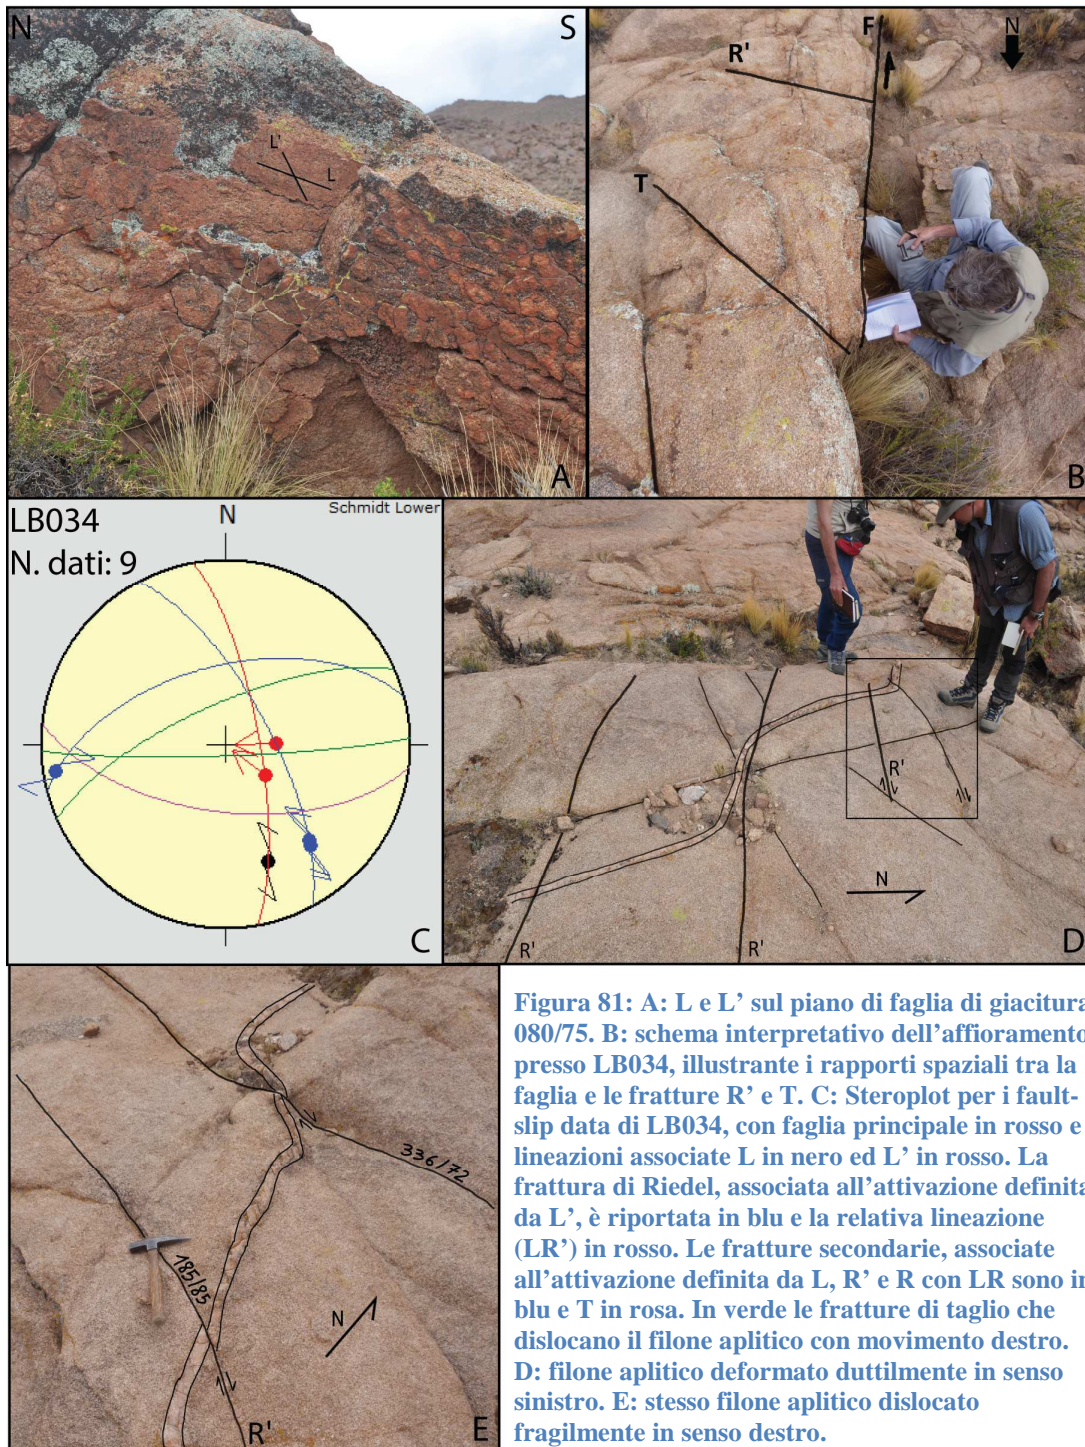 N
S
L'
L
A
F
N
R'
T
B
LB034
N. dati: 9
N
Schmidt Lower
C
R'
N
R'
R'
D
336/72
185/85
N
R'
E
Figura 81: A: L e L’ sul piano di faglia di giacitura
080/75. B: schema interpretativo dell’affioramento
presso LB034, illustrante i rapporti spaziali tra la
faglia e le fratture R’ e T. C: Steroplot per i fault-
slip data di LB034, con faglia principale in rosso e
lineazioni associate L in nero ed L’ in rosso. La
frattura di Riedel, associata all’attivazione definita
da L’, è riportata in blu e la relativa lineazione
(LR’) in rosso. Le fratture secondarie, associate
all’attivazione definita da L, R’ e R con LR sono in
blu e T in rosa. In verde le fratture di taglio che
dislocano il filone aplitico con movimento destro.
D: filone aplitico deformato duttilmente in senso
sinistro. E: stesso filone aplitico dislocato
fragilmente in senso destro.